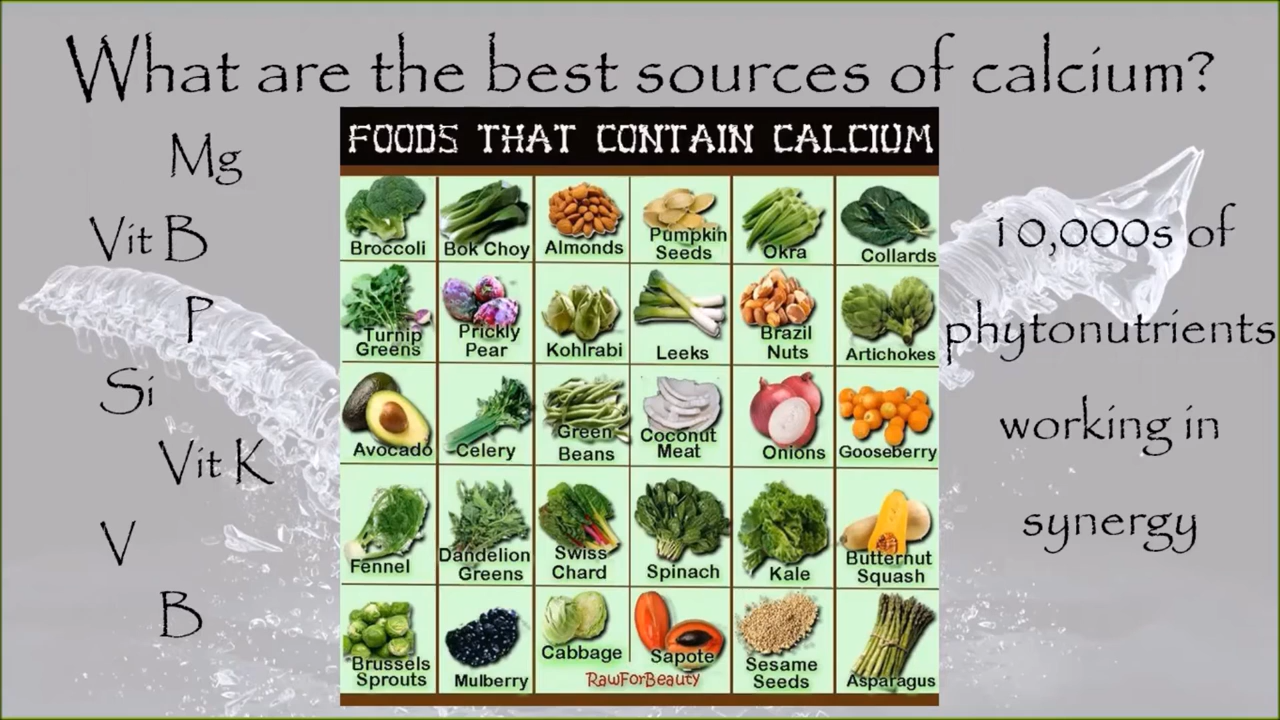 What are the best sources of calcium?
Mg
Vit B
P
Si
Vit K
V
B
FOODS THAT CONTAIN CALCIUM
Broccoli
Bok Choy
Almonds
Pumpkin
Seeds
Okra
Collards
Turnip
Greens
Prickly
Pear
Kohlrabi
Leeks
Brazil
Nuts
Artichokes
Avocado
Celery
Green
Beans
Coconut
Meat
Onions
Gooseberry
Fennel
Dandelion
Greens
Swiss
Chard
Spinach
Kale
Butternut
Squash
Brussels
Sprouts
Mulberry
Cabbage
Sapote
Sesame
Seeds
Asparagus
RawForBeauty
10,000s of
phytonutrients
working in
synergy